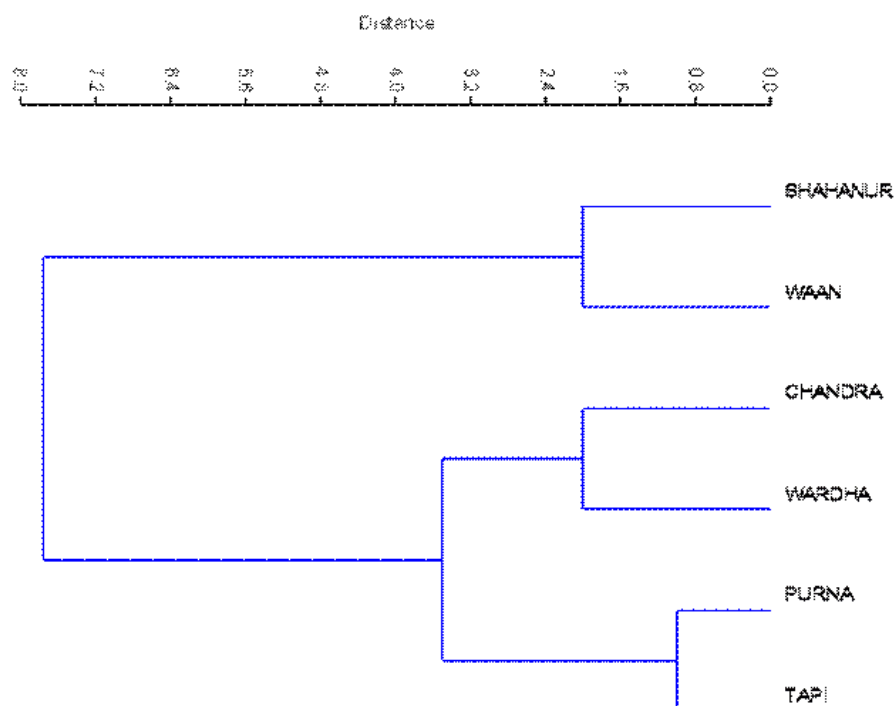 Distance
8.0 7.2 6.4 5.6 4.8 4.0 3.2 2.4 1.6 0.8 0.0
SHAHANUR
WAAN
CHANDRA
WARDHA
PURNA
TAPI